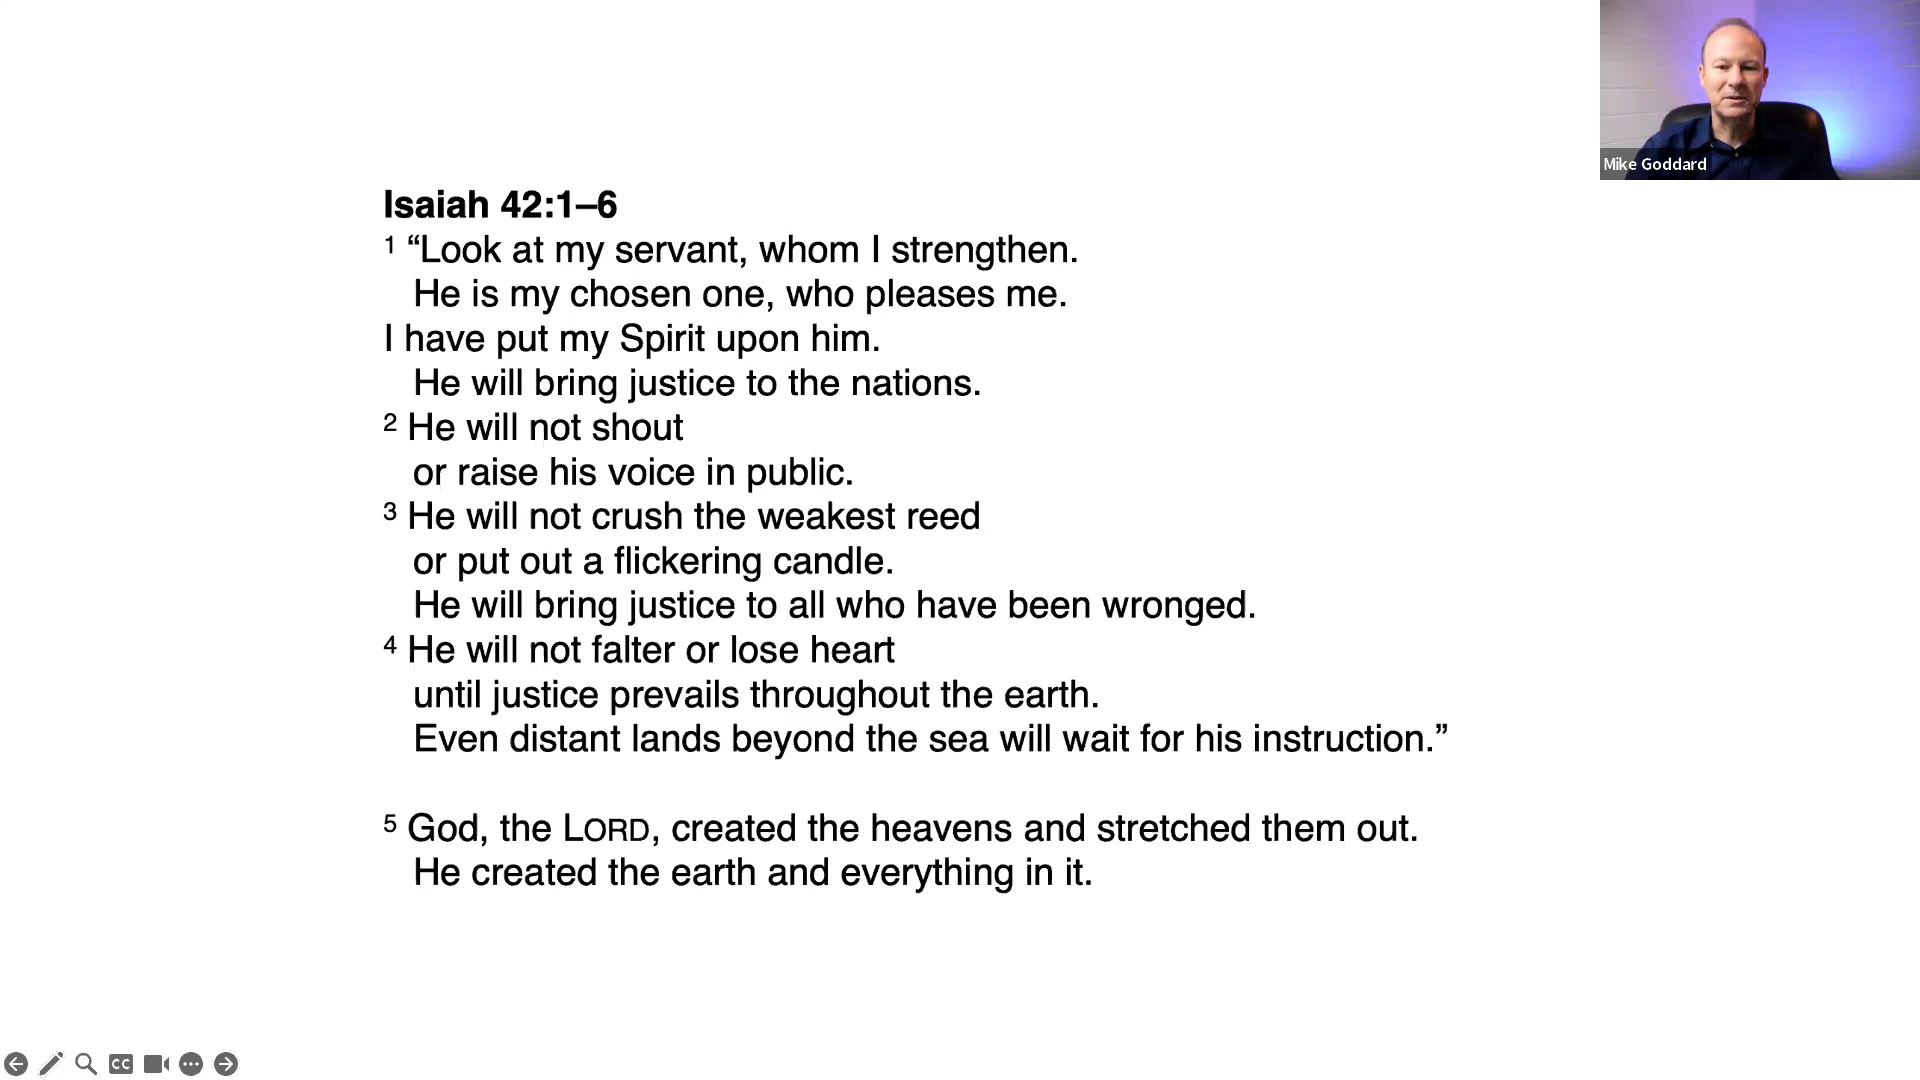 Mike Goddard
Isaiah 42:1–6
1 “Look at my servant, whom I strengthen.
He is my chosen one, who pleases me.
I have put my Spirit upon him.
He will bring justice to the nations.
2 He will not shout
or raise his voice in public.
3 He will not crush the weakest reed
or put out a flickering candle.
He will bring justice to all who have been wronged.
4 He will not falter or lose heart
until justice prevails throughout the earth.
Even distant lands beyond the sea will wait for his instruction.”
5 God, the LORD, created the heavens and stretched them out.
He created the earth and everything in it.
CC